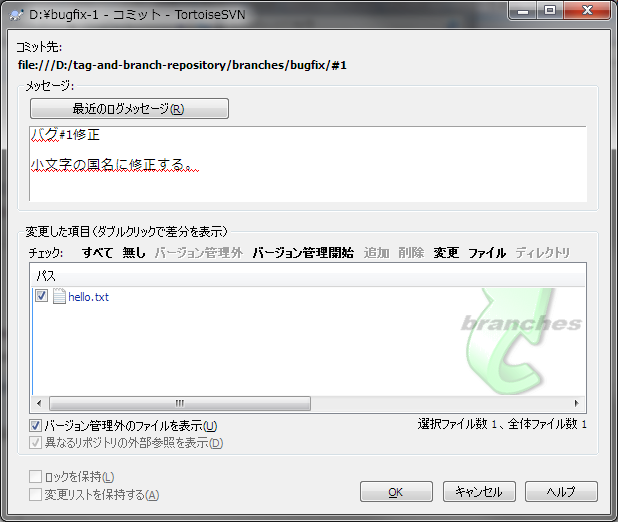 D:¥bugfix-1 - コミット - TortoiseSVN
コミット先:
file:///D:/tag-and-branch-repository/branches/bugfix/#1
メッセージ:
最近のログメッセージ(R)
バグ#1修正
小文字の国名に修正する。
変更した項目(ダブルクリックで差分を表示)
チェック: すべて 無し バージョン管理外 バージョン管理開始 追加 削除 変更 ファイル ディレクトリ
パス
hello.txt
branches
バージョン管理外のファイルを表示(U)
選択ファイル数 1、全体ファイル数 1
異なるリポジトリの外部参照を表示(D)
ロックを保持(L)
変更リストを保持する(A)
OK キャンセル ヘルプ